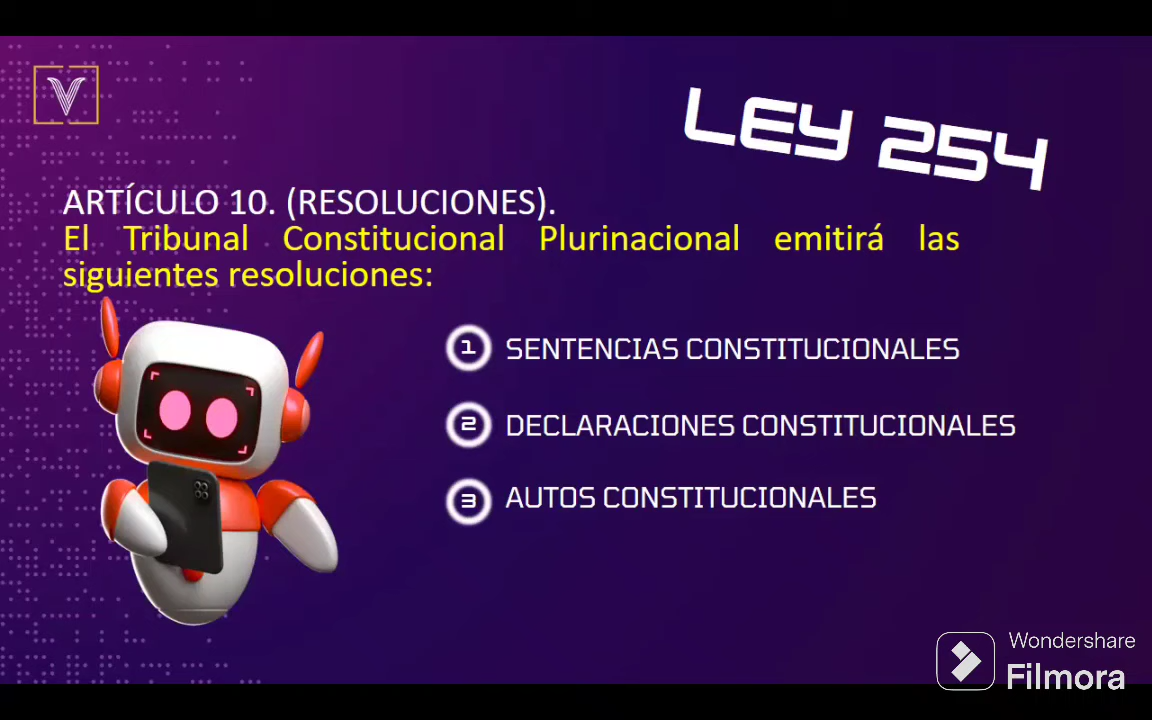 LEY 254
ARTÍCULO 10. (RESOLUCIONES).
El Tribunal Constitucional Plurinacional emitirá las
siguientes resoluciones:
1 SENTENCIAS CONSTITUCIONALES
2 DECLARACIONES CONSTITUCIONALES
3 AUTOS CONSTITUCIONALES
Wondershare
Filmora